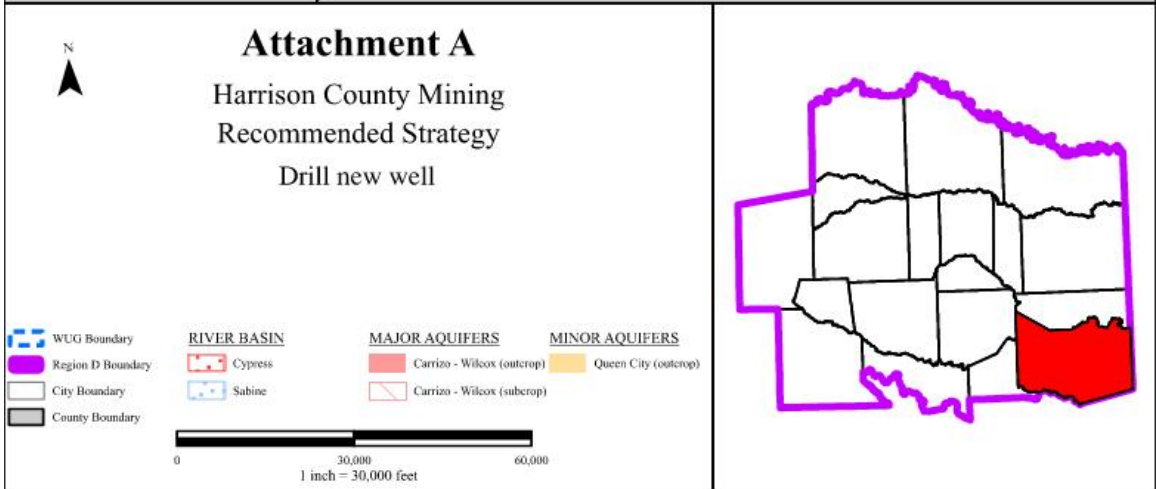 N
Attachment A
Harrison County Mining
Recommended Strategy
Drill new well
WUG Boundary
Region D Boundary
City Boundary
County Boundary
RIVER BASIN
Cypress
Sabine
MAJOR AQUIFERS
Carrizo - Wilcox (outcrop)
Carrizo - Wilcox (subcrop)
MINOR AQUIFERS
Queen City (outcrop)
0 30,000 60,000
1 inch = 30,000 feet